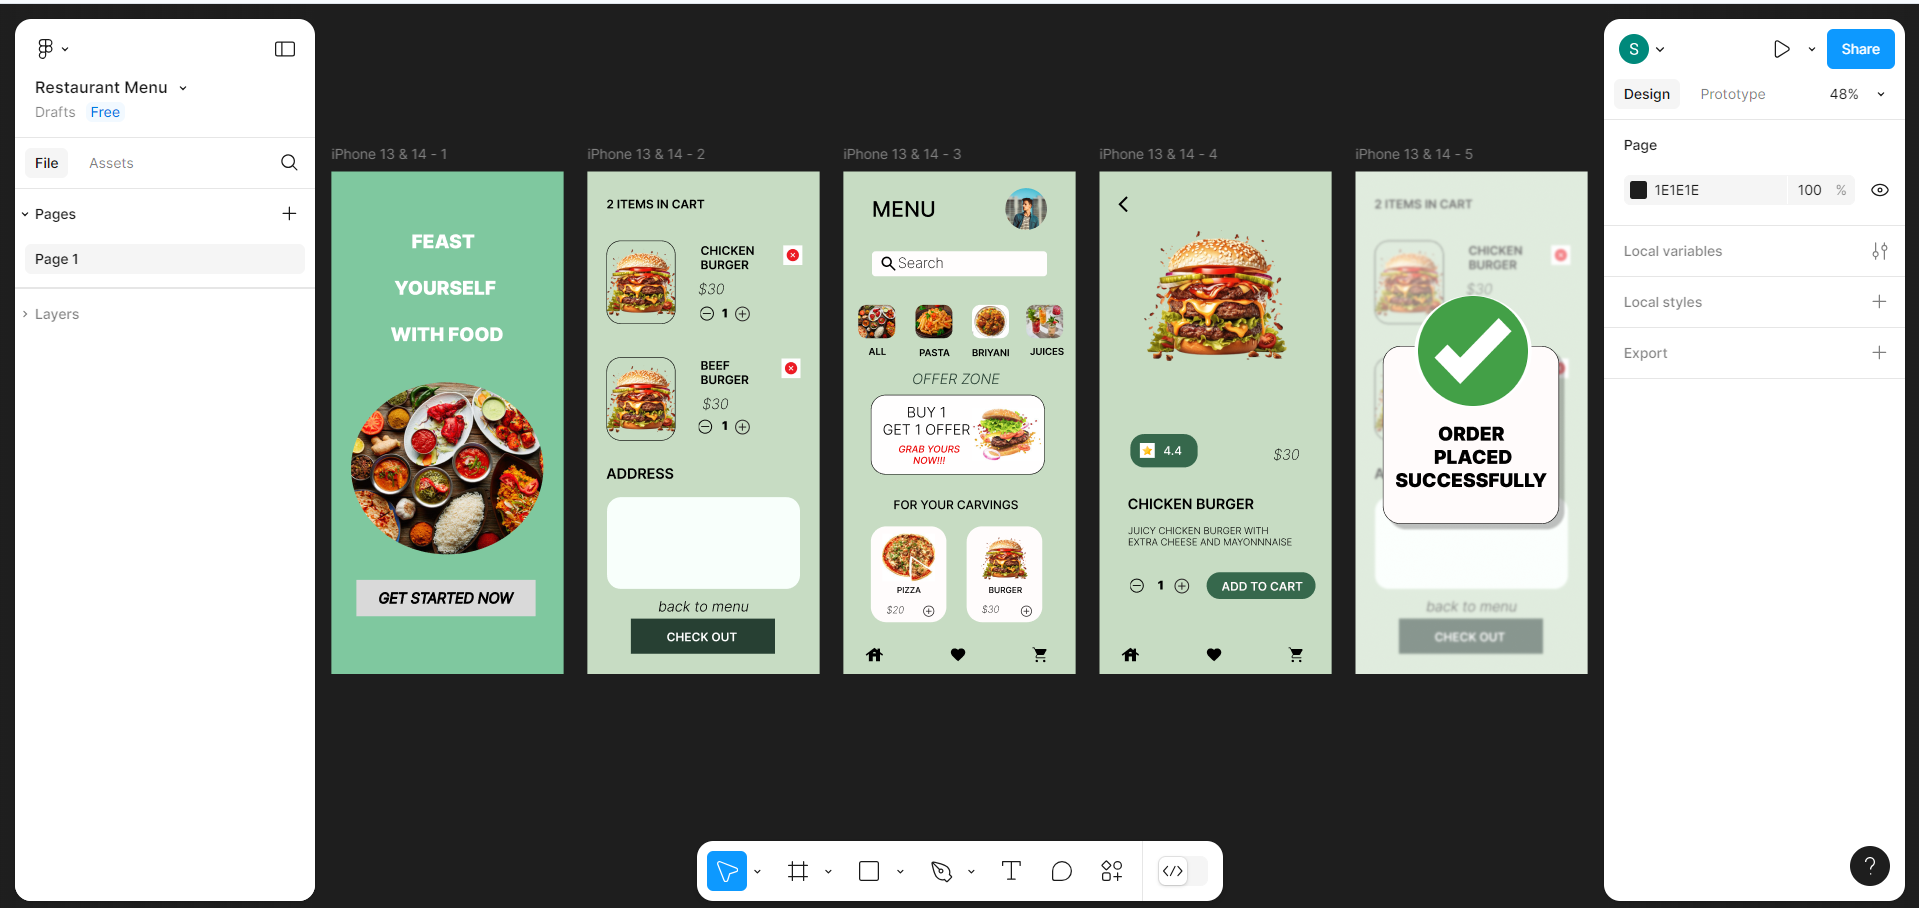 Restaurant Menu
Drafts Free
File Assets
Pages
Page 1
Layers
iPhone 13 & 14 - 1
FEAST
YOURSELF
WITH FOOD
GET STARTED NOW
iPhone 13 & 14 - 2
2 ITEMS IN CART
CHICKEN
BURGER
$30
1
BEEF
BURGER
$30
1
ADDRESS
back to menu
CHECK OUT
iPhone 13 & 14 - 3
MENU
Search
ALL PASTA BRIYANI JUICES
OFFER ZONE
BUY 1
GET 1 OFFER
GRAB YOURS
NOW!!!
FOR YOUR CARVINGS
PIZZA BURGER
$20 $30
iPhone 13 & 14 - 4
4.4
$30
CHICKEN BURGER
JUICY CHICKEN BURGER WITH
EXTRA CHEESE AND MAYONNNAISE
1 ADD TO CART
iPhone 13 & 14 - 5
2 ITEMS IN CART
CHICKEN
BURGER
$30
ORDER
PLACED
SUCCESSFULLY
A
back to menu
CHECK OUT
S
Share
Design Prototype 48%
Page
1E1E1E 100 %
Local variables
Local styles
Export
?